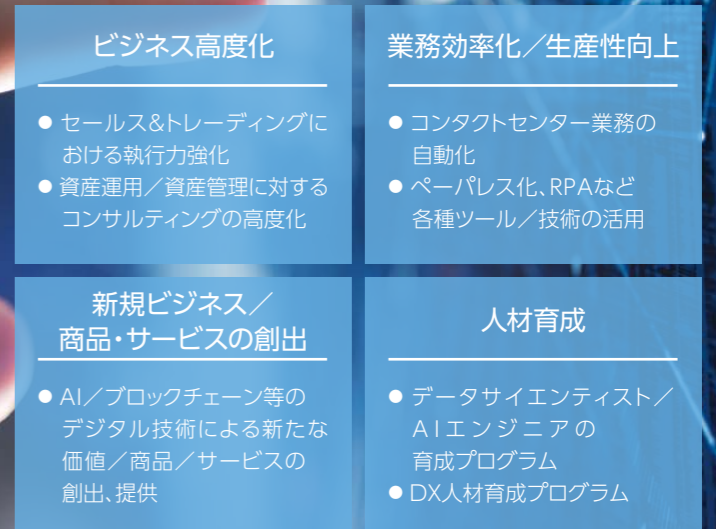 ビジネス高度化
● セールス&トレーディングに
おける執行力強化
● 資産運用／資産管理に対する
コンサルティングの高度化
業務効率化／生産性向上
● コンタクトセンター業務の
自動化
● ペーパレス化、RPAなど
各種ツール／技術の活用
新規ビジネス／
商品・サービスの創出
● AI／ブロックチェーン等の
デジタル技術による新たな
価値／商品／サービスの
創出、提供
人材育成
● データサイエンティスト／
AIエンジニアの
育成プログラム
● DX人材育成プログラム